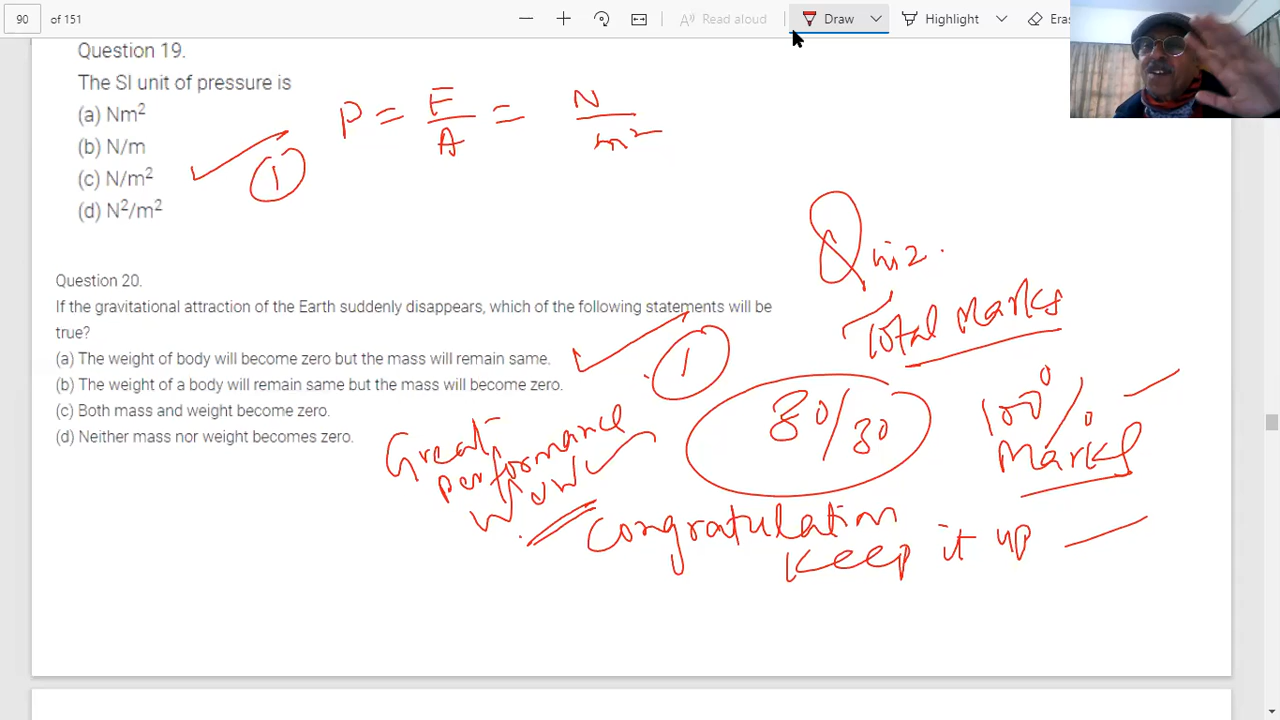 90 of 151
Read aloud
Draw
Highlight
Eras
Question 19.
The SI unit of pressure is
(a) Nm²
(b) N/m
(c) N/m²
(d) N²/m²
P = F/A = N/m²
①
Question 20.
If the gravitational attraction of the Earth suddenly disappears, which of the following statements will be
true?
(a) The weight of body will become zero but the mass will remain same.
(b) The weight of a body will remain same but the mass will become zero.
(c) Both mass and weight become zero.
(d) Neither mass nor weight becomes zero.
①
Quiz.
Total Marks
30/30
100%
Marks
Great
performance
wow
Congratulation
Keep it up